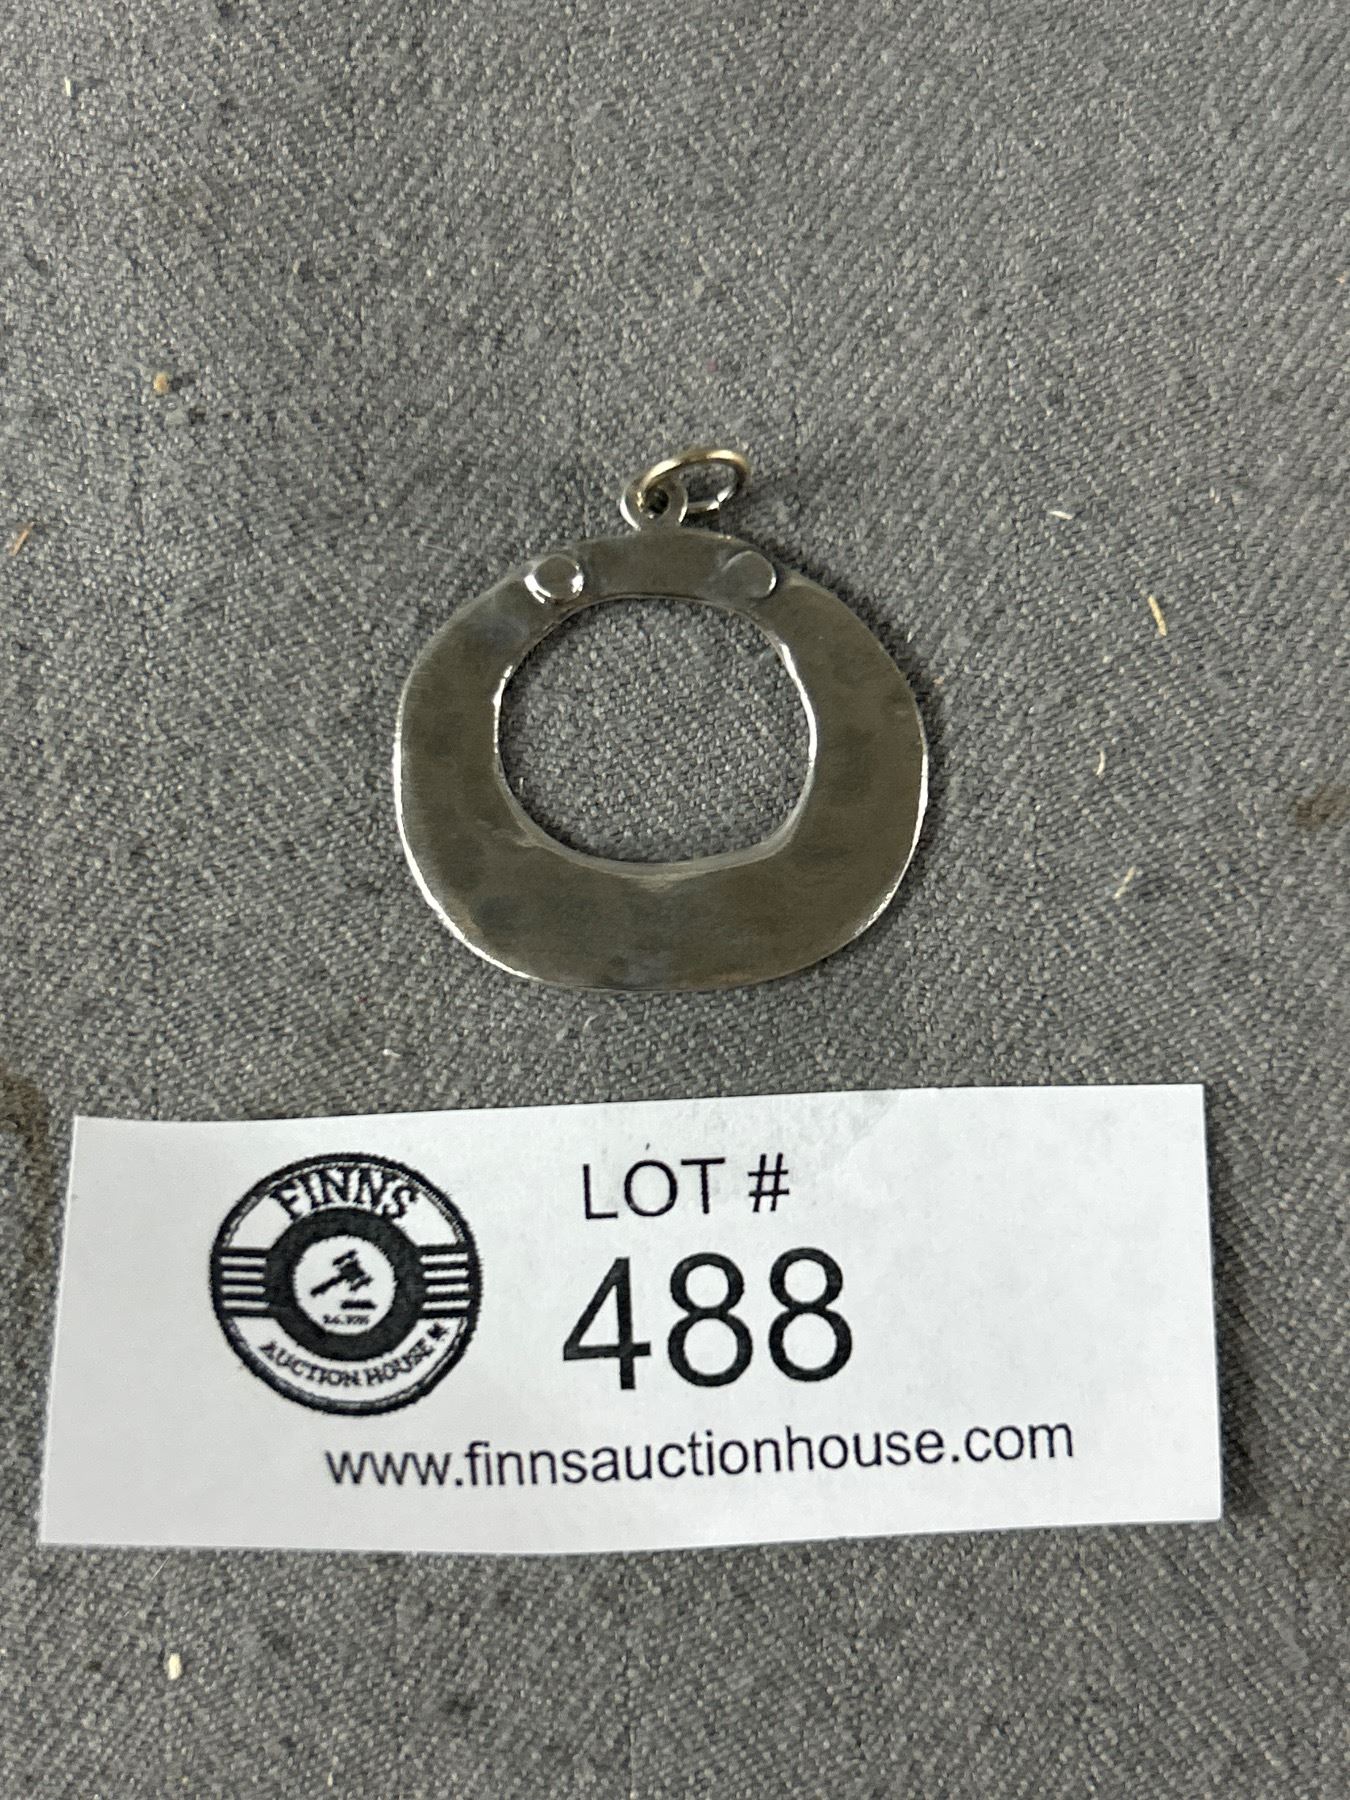 FINNS
AUCTION HOUSE
LOT #
488
www.finnsauctionhouse.com